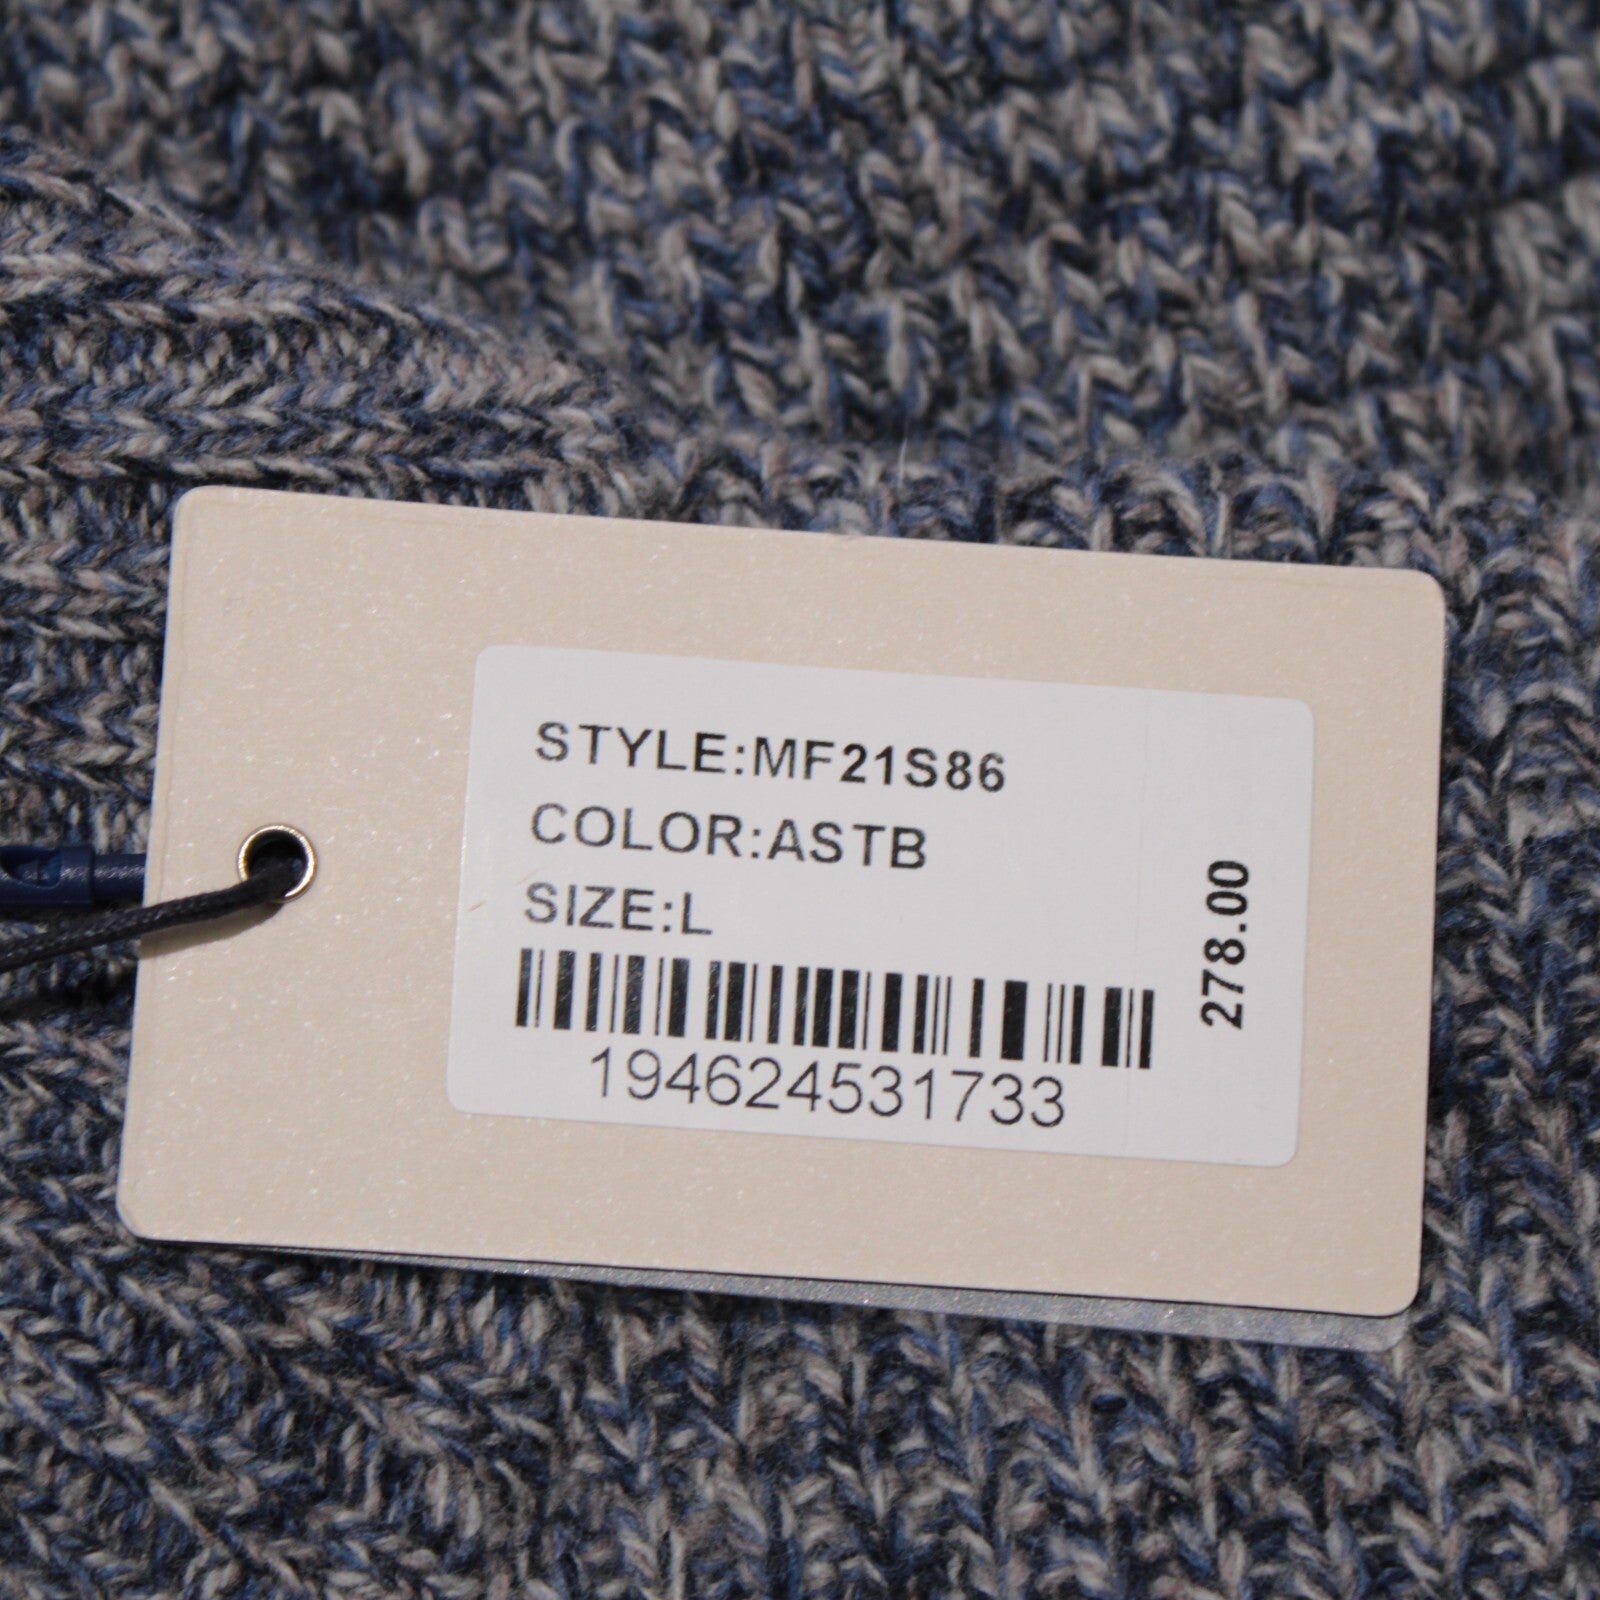 STYLE:MF21S86
COLOR:ASTB
SIZE:L
194624531733
278.00